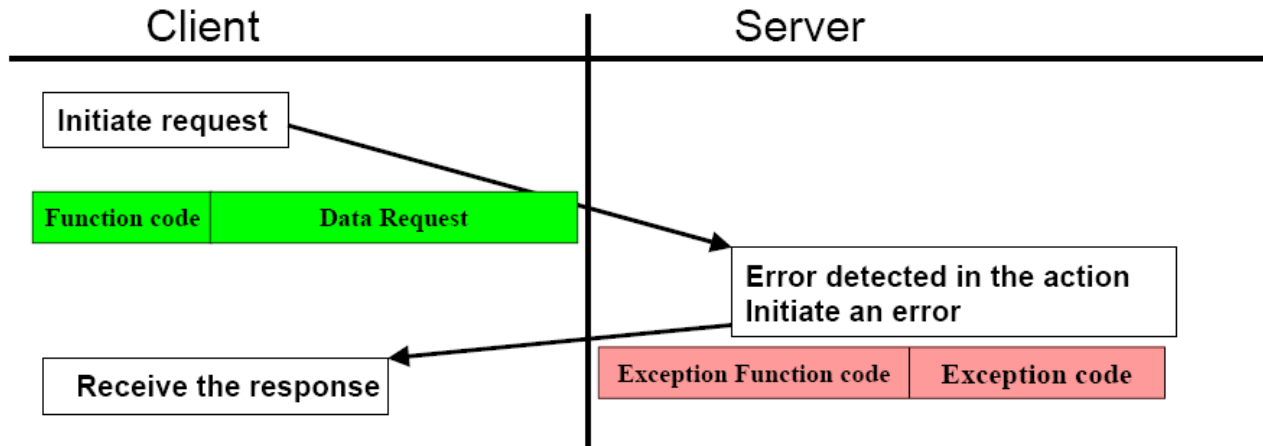 Client
Server
Initiate request
Function code
Data Request
Error detected in the action
Initiate an error
Exception Function code
Exception code
Receive the response